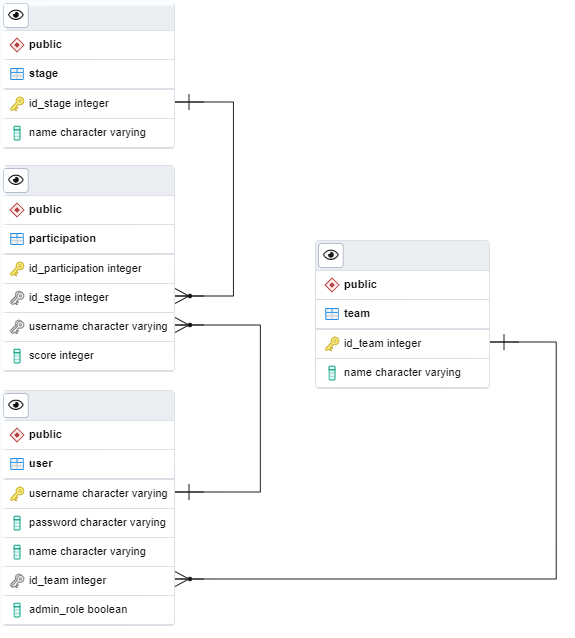 public
stage
id_stage integer
name character varying
public
participation
id_participation integer
id_stage integer
username character varying
score integer
public
team
id_team integer
name character varying
public
user
username character varying
password character varying
name character varying
id_team integer
admin_role boolean